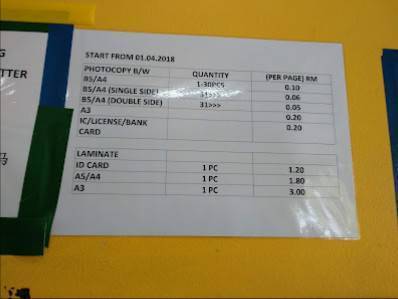 G
TTER
START FROM 01.04.2018
PHOTOCOPY B/W QUANTITY (PER PAGE) RM
B5/A4 1-30PCS 0.10
B5/A4 (SINGLE SIDE) 31>>> 0.06
B5/A4 (DOUBLE SIDE) 31>>> 0.05
A3 0.20
IC/LICENSE/BANK CARD 0.20
LAMINATE
ID CARD 1 PC 1.20
A5/A4 1 PC 1.80
A3 1 PC 3.00